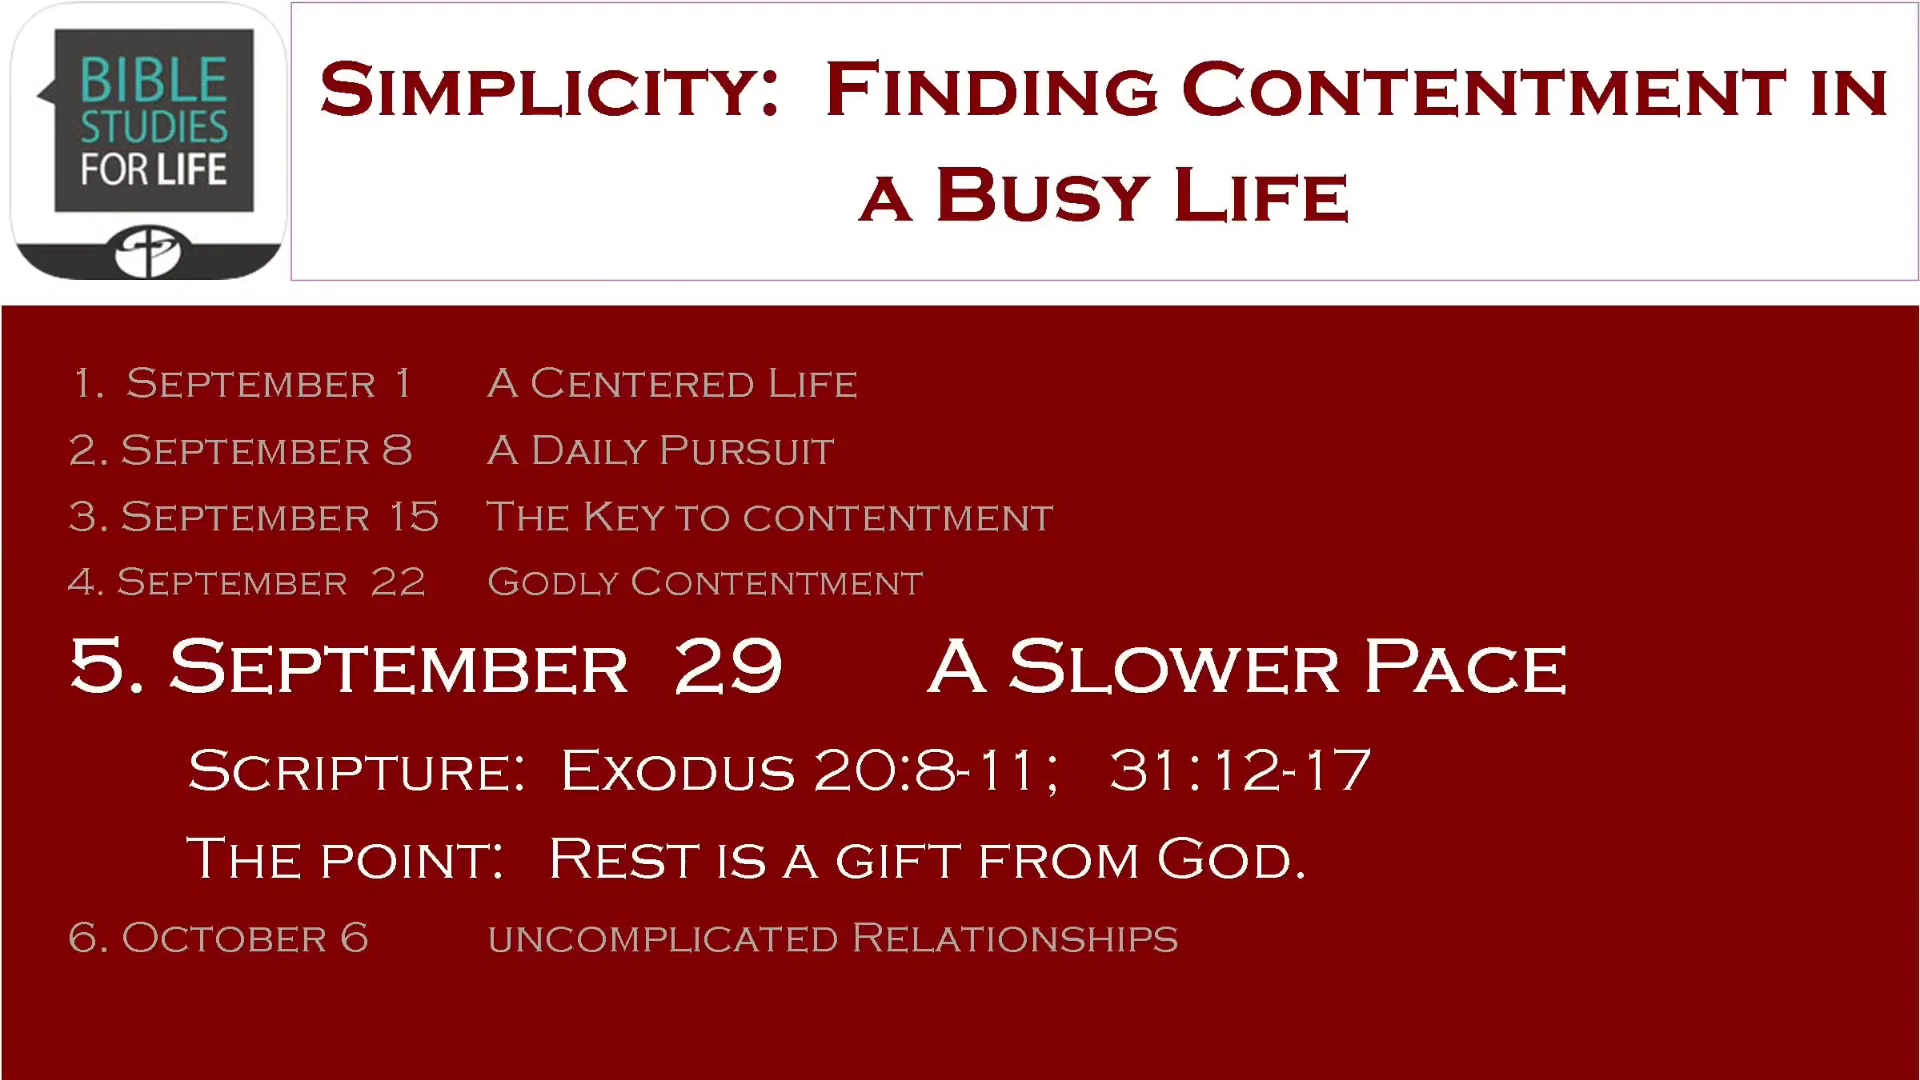 BIBLE
STUDIES
FOR LIFE
Simplicity: Finding Contentment in
a Busy Life
1. September 1 A Centered Life
2. September 8 A Daily Pursuit
3. September 15 The Key to contentment
4. September 22 Godly Contentment
5. September 29 A Slower Pace
Scripture: Exodus 20:8-11; 31:12-17
The point: Rest is a gift from God.
6. October 6 uncomplicated Relationships